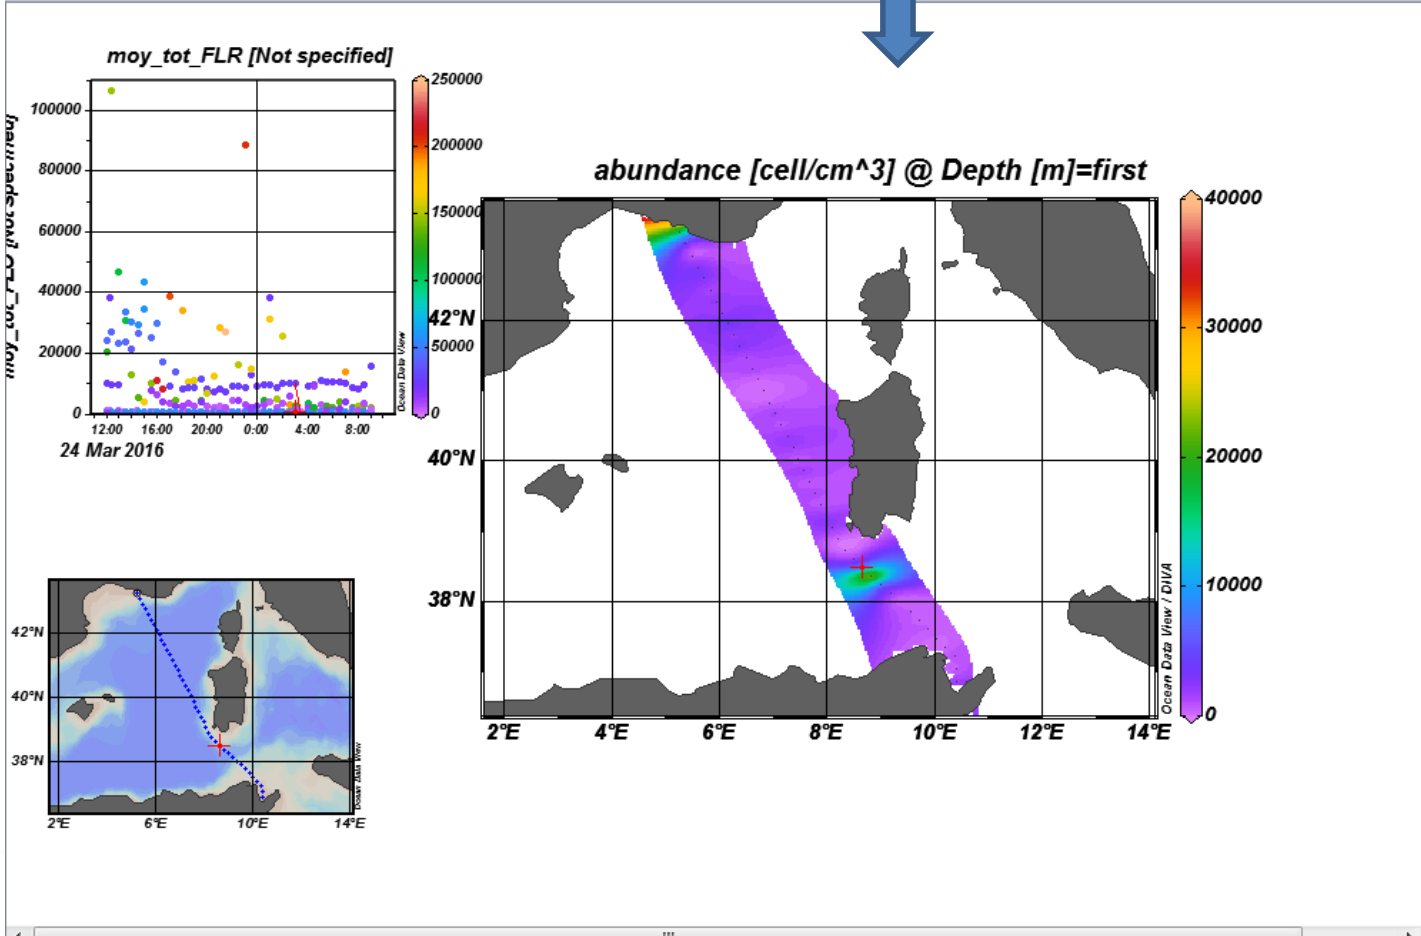 moy_tot_FLR [Not specified]
moy_tot_FLO [Not specified]
100000
80000
60000
40000
20000
0
12:00 16:00 20:00 0:00 4:00 8:00
24 Mar 2016
250000
200000
150000
100000
50000
0
Ocean Data View
abundance [cell/cm^3] @ Depth [m]=first
42°N
40°N
38°N
2°E 4°E 6°E 8°E 10°E 12°E 14°E
Ocean Data View / DIVA
40000
30000
20000
10000
0
42°N
40°N
38°N
2°E 6°E 10°E 14°E
Ocean Data View